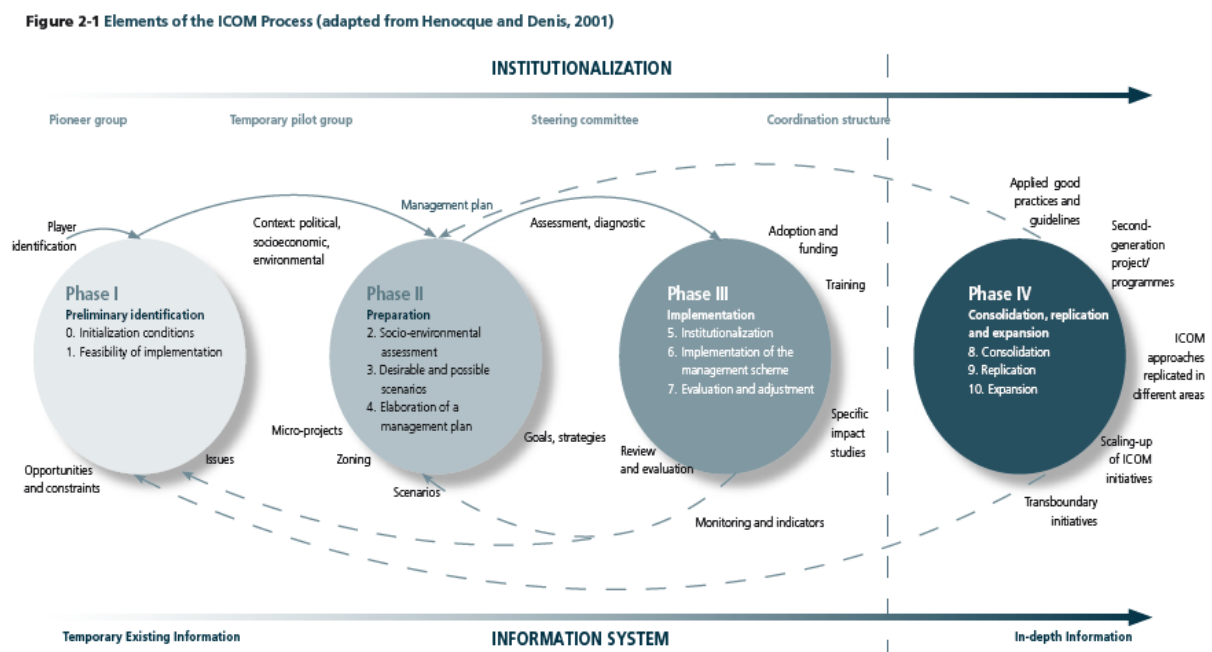 Figure 2-1 Elements of the ICOM Process (adapted from Henocque and Denis, 2001)
INSTITUTIONALIZATION
Pioneer group
Temporary pilot group
Steering committee
Coordination structure
Player
identification
Context: political,
socioeconomic,
environmental
Management plan
Assessment, diagnostic
Adoption and
funding
Training
Applied good
practices and
guidelines
Second-
generation
project/
programmes
Phase I
Preliminary identification
0. Initialization conditions
1. Feasibility of implementation
Phase II
Preparation
2. Socio-environmental
assessment
3. Desirable and possible
scenarios
4. Elaboration of a
management plan
Phase III
Implementation
5. Institutionalization
6. Implementation of the
management scheme
7. Evaluation and adjustment
Phase IV
Consolidation, replication
and expansion
8. Consolidation
9. Replication
10. Expansion
ICOM
approaches
replicated in
different areas
Opportunities
and constraints
Issues
Micro-projects
Zoning
Scenarios
Goals, strategies
Review
and evaluation
Specific
impact
studies
Monitoring and indicators
Scaling-up
of ICOM
initiatives
Transboundary
initiatives
Temporary Existing Information
INFORMATION SYSTEM
In-depth Information